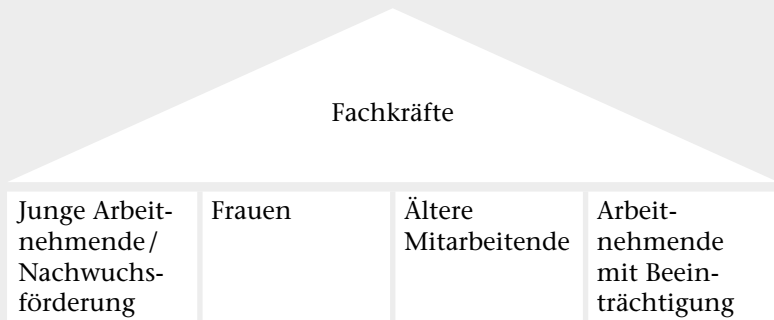 Fachkräfte
Junge Arbeit-
nehmende/
Nachwuchs-
förderung
Frauen
Ältere
Mitarbeitende
Arbeit-
nehmende
mit Beein-
trächtigung